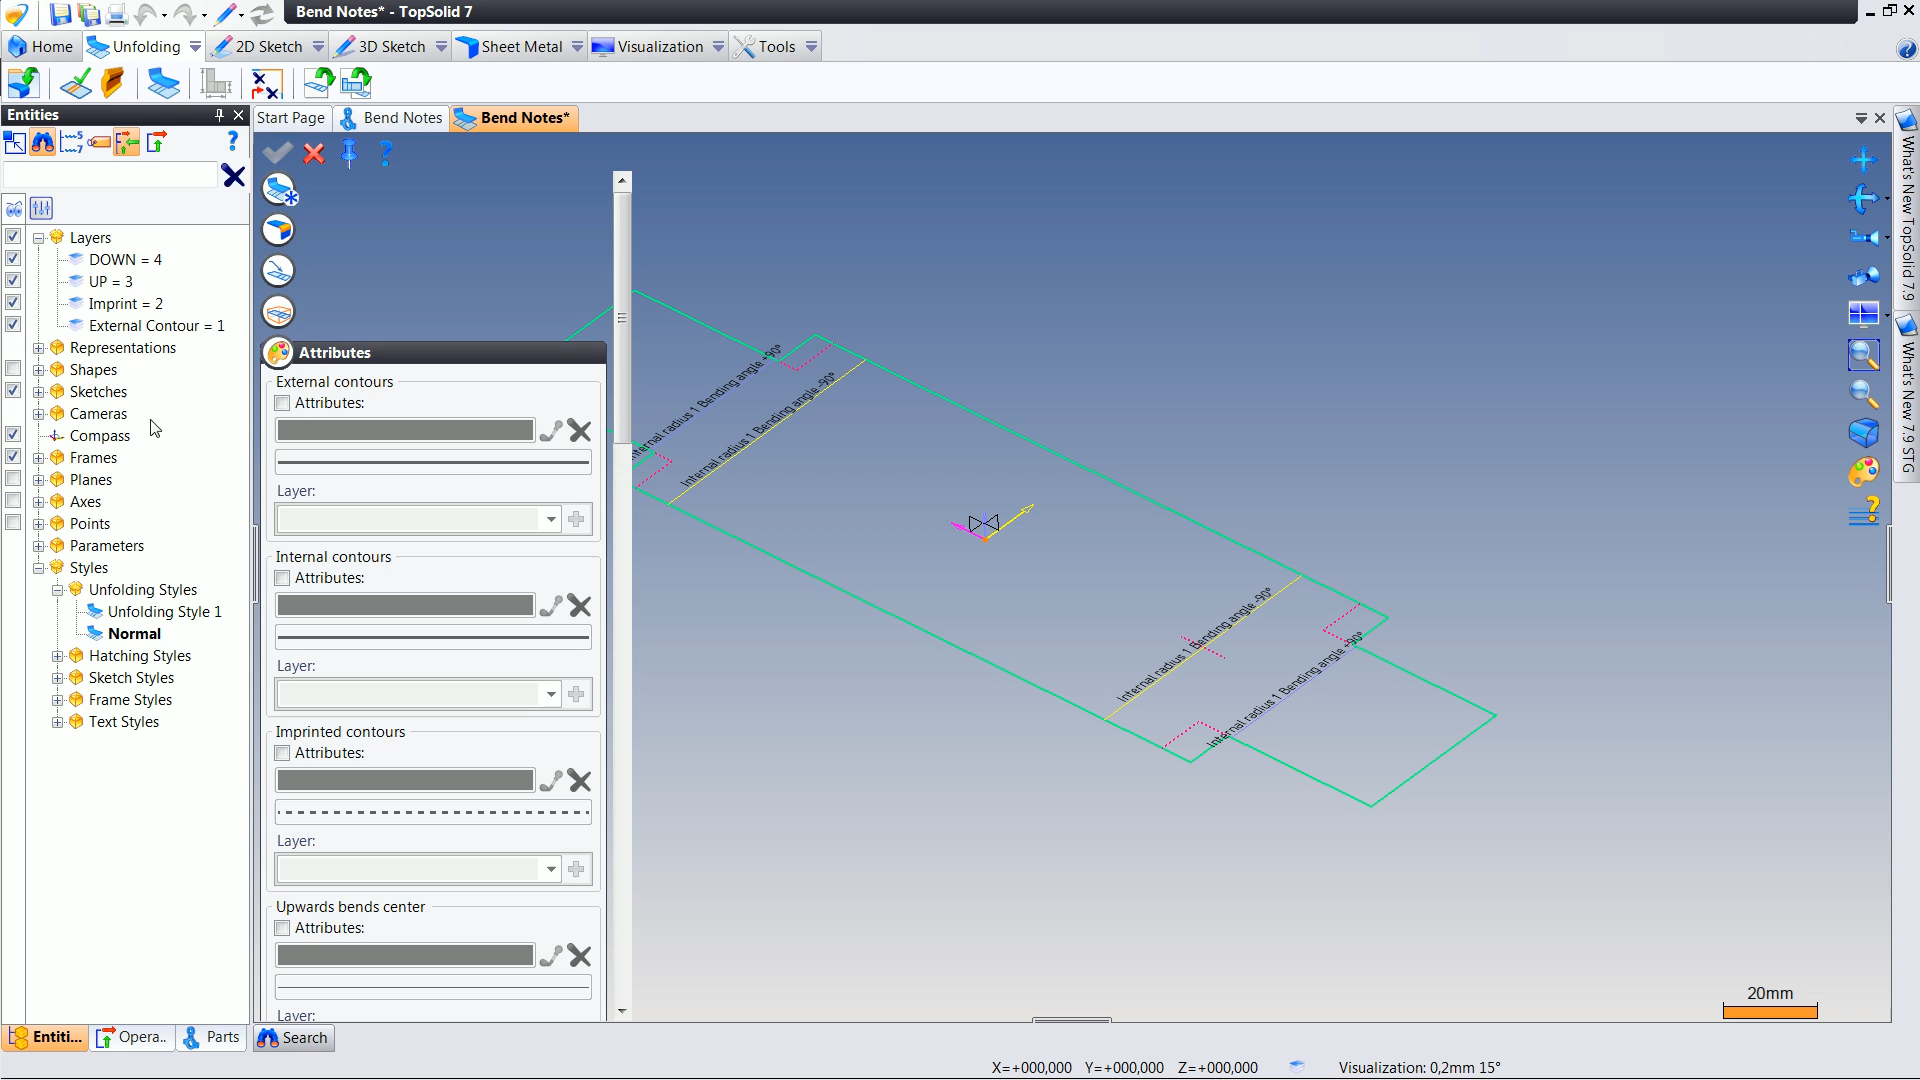 Bend Notes* - TopSolid 7
Home
Unfolding
2D Sketch
3D Sketch
Sheet Metal
Visualization
Tools
Entities
Start Page
Bend Notes
Bend Notes*
Layers
DOWN = 4
UP = 3
Imprint = 2
External Contour = 1
Representations
Shapes
Sketches
Cameras
Compass
Frames
Planes
Axes
Points
Parameters
Styles
Unfolding Styles
Unfolding Style 1
Normal
Hatching Styles
Sketch Styles
Frame Styles
Text Styles
Entiti...
Opera..
Parts
Search
Attributes
External contours
Attributes:
Layer:
Internal contours
Attributes:
Layer:
Imprinted contours
Attributes:
Layer:
Upwards bends center
Attributes:
Layer:
Internal radius 1 Bending angle +90°
Internal radius 1 Bending angle -90°
Internal radius 1 Bending angle -90°
Internal radius 1 Bending angle +90°
20mm
What's New TopSolid 7.9
What's New 7.9 STG
X=+000,000 Y=+000,000 Z=+000,000
Visualization: 0,2mm 15°